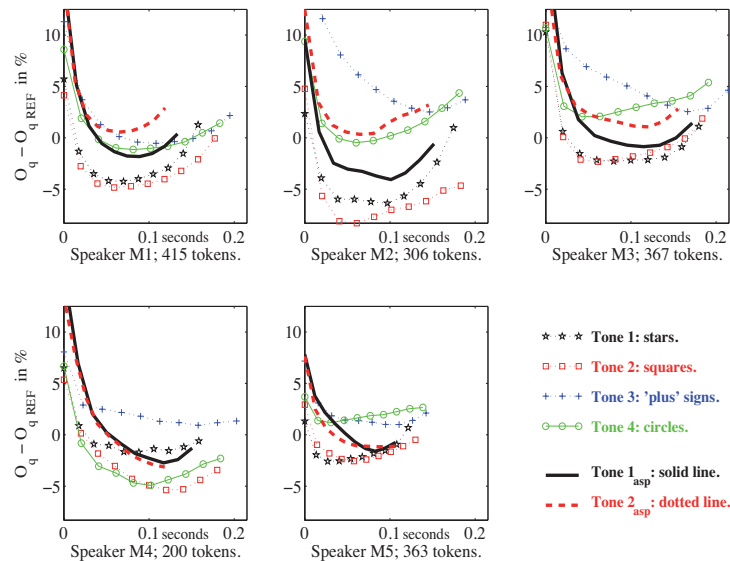 O_q − O_q REF in %
10
5
0
−5
0
0.1 seconds
0.2
Speaker M1; 415 tokens.
10
5
0
−5
0
0.1 seconds
0.2
Speaker M2; 306 tokens.
10
5
0
−5
0
0.1 seconds
0.2
Speaker M3; 367 tokens.
O_q − O_q REF in %
10
5
0
−5
0
0.1 seconds
0.2
Speaker M4; 200 tokens.
10
5
0
−5
0
0.1 seconds
0.2
Speaker M5; 363 tokens.
Tone 1: stars.
Tone 2: squares.
Tone 3: 'plus' signs.
Tone 4: circles.
Tone 1_asp: solid line.
Tone 2_asp: dotted line.